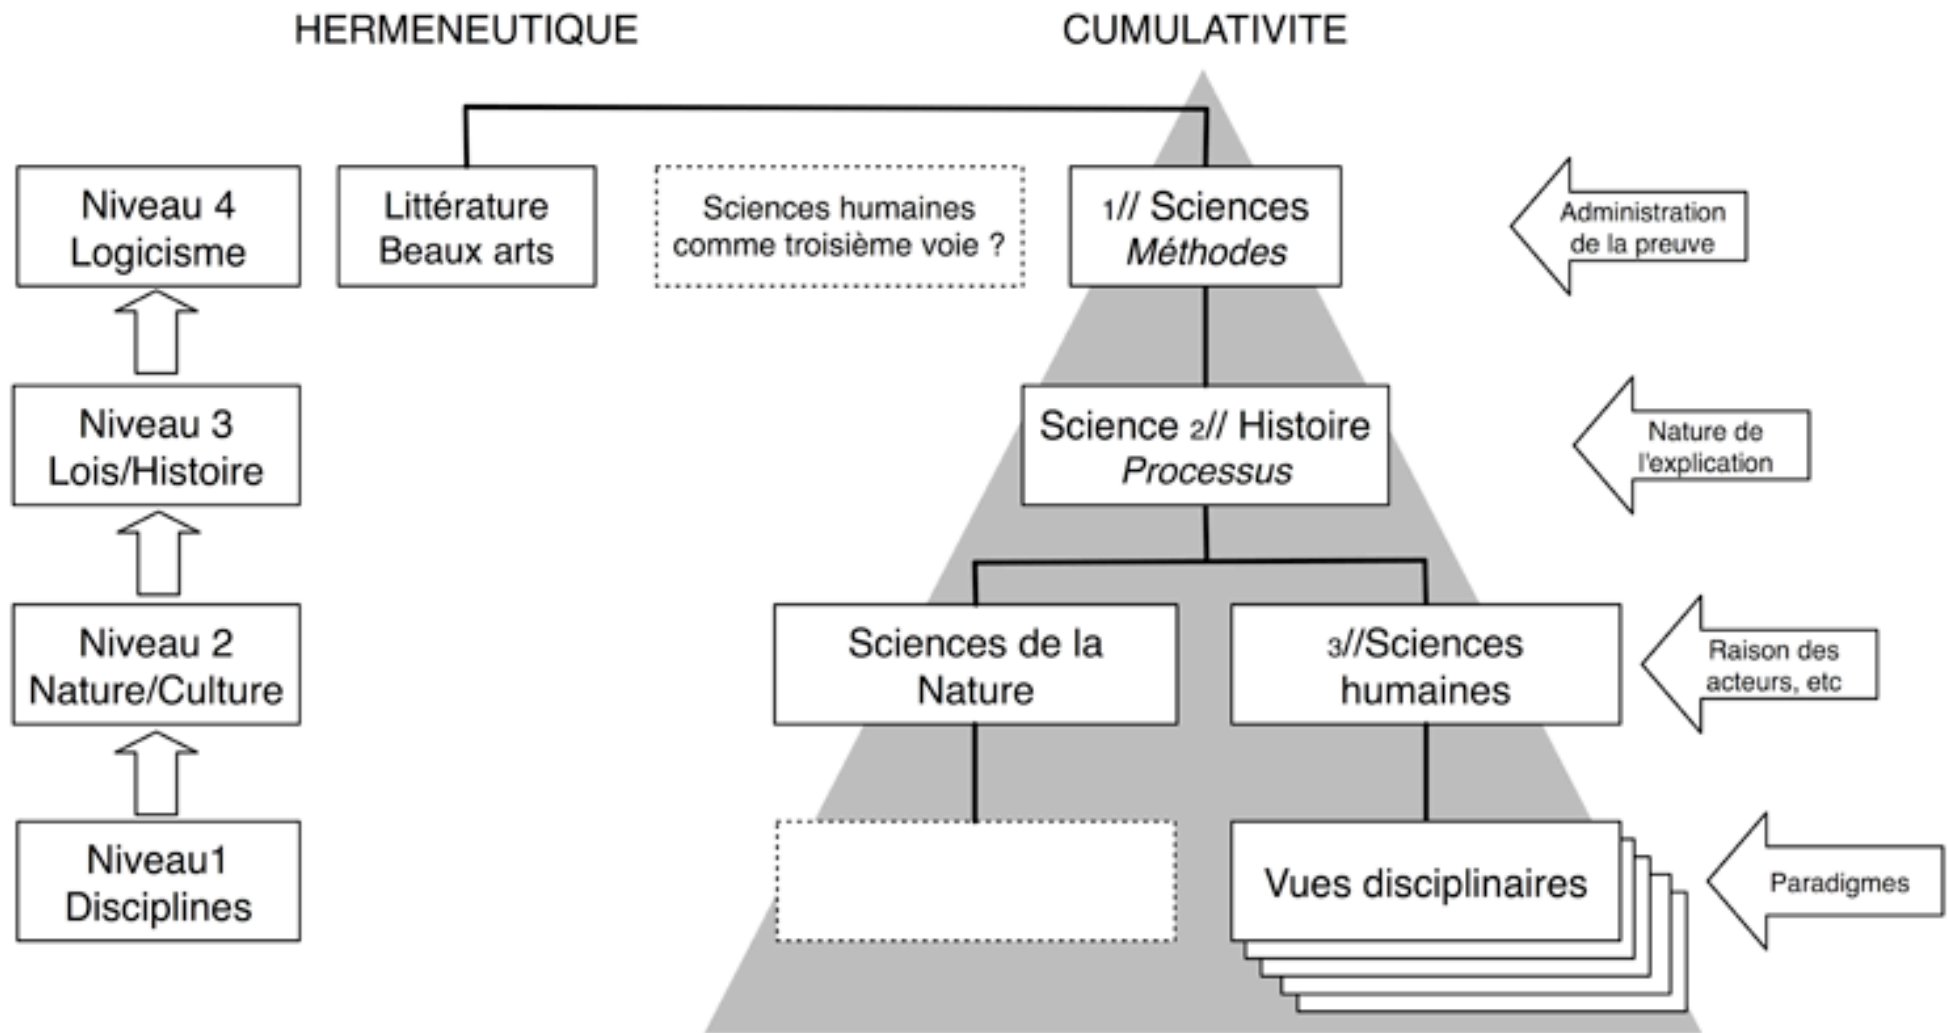 HERMENEUTIQUE
CUMULATIVITE
Niveau 4
Logicisme
Littérature
Beaux arts
Sciences humaines
comme troisième voie ?
1// Sciences
Méthodes
Administration
de la preuve
Niveau 3
Lois/Histoire
Science 2// Histoire
Processus
Nature de
l'explication
Niveau 2
Nature/Culture
Sciences de la
Nature
3//Sciences
humaines
Raison des
acteurs, etc
Niveau1
Disciplines
Vues disciplinaires
Paradigmes